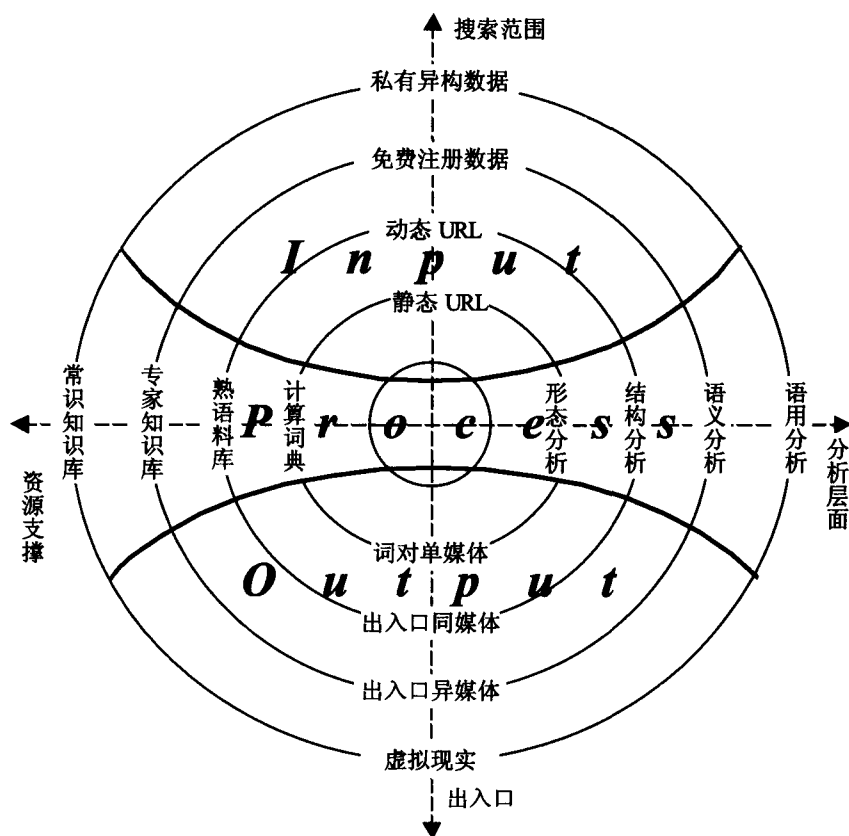 搜索范围
私有异构数据
免费注册数据
动态 URL
I n p u t
静态 URL
常识知识库
专家知识库
熟语料库
计算词典
P r o c e s s
形态分析
结构分析
语义分析
语用分析
资源支撑
分析层面
词对单媒体
O u t p u t
出入口同媒体
出入口异媒体
虚拟现实
出入口